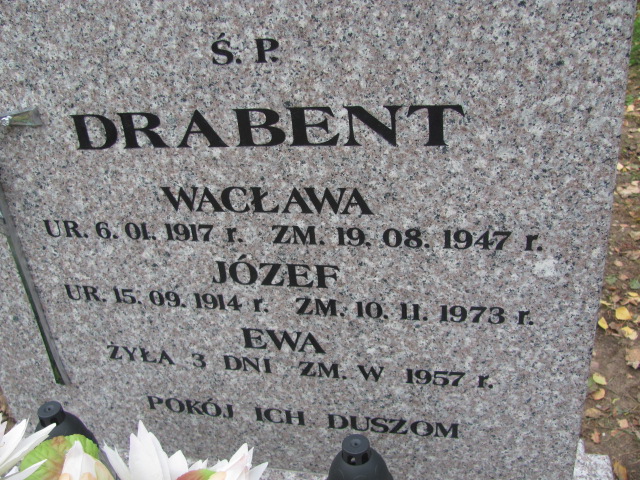 Ś. P.
DRABENT
WACŁAWA
UR. 6. 01. 1917 r. ZM. 19. 08. 1947 r.
JÓZEF
UR. 15. 09. 1914 r. ZM. 10. 11. 1973 r.
EWA
ŻYŁA 3 DNI ZM. W 1957 r.
POKÓJ ICH DUSZOM